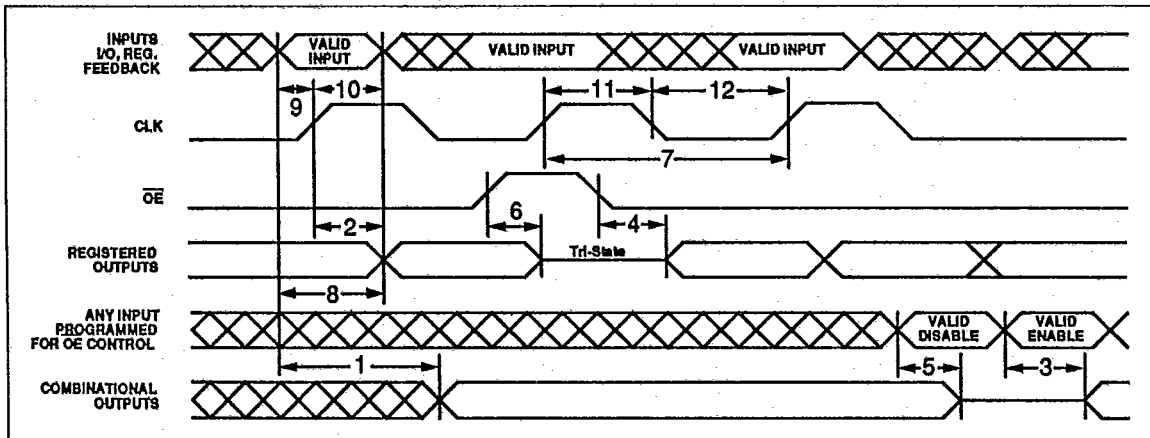 INPUTS
I/O, REG.
FEEDBACK
VALID
INPUT
VALID INPUT
VALID INPUT
9
10
11
12
CLK
7
OE
6
4
2
REGISTERED
OUTPUTS
Tri-State
8
ANY INPUT
PROGRAMMED
FOR OE CONTROL
VALID
DISABLE
VALID
ENABLE
1
5
3
COMBINATIONAL
OUTPUTS